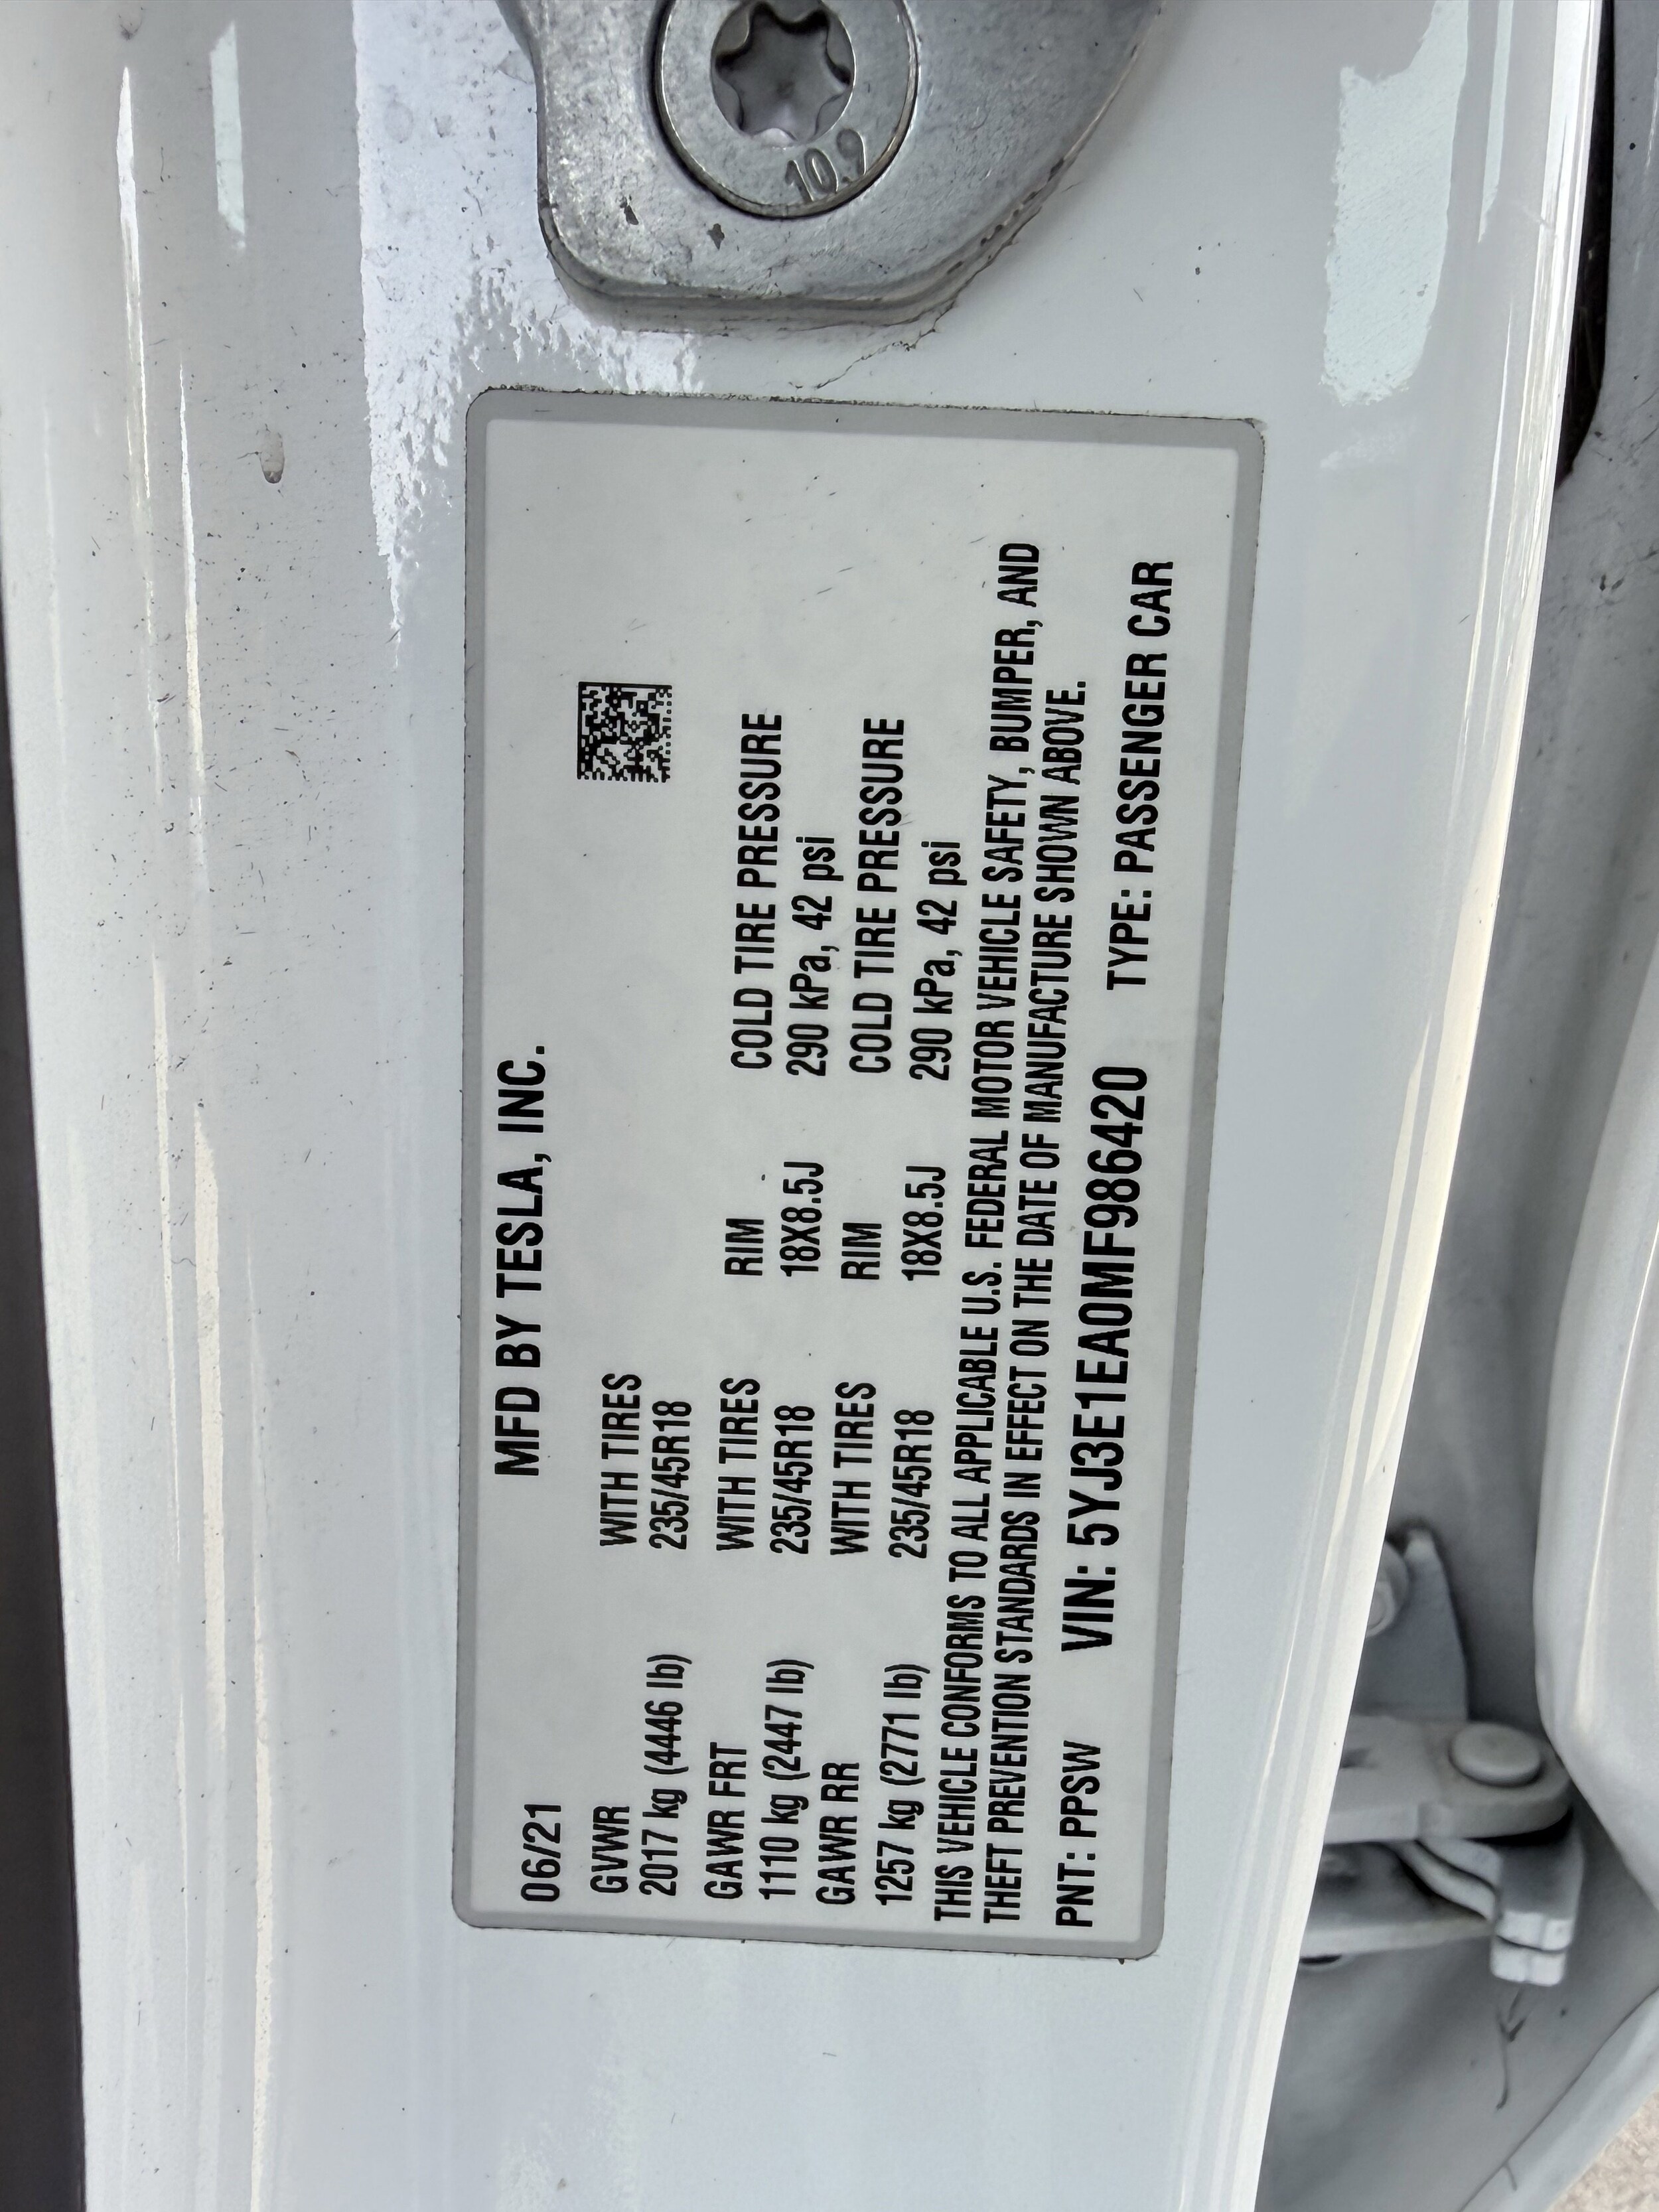 10.9
MFD BY TESLA, INC.
06/21
GVWR WITH TIRES
2017 kg (4446 lb) 235/45R18
GAWR FRT WITH TIRES RIM COLD TIRE PRESSURE
1110 kg (2447 lb) 235/45R18 18X8.5J 290 kPa, 42 psi
GAWR RR WITH TIRES RIM COLD TIRE PRESSURE
1257 kg (2771 lb) 235/45R18 18X8.5J 290 kPa, 42 psi
THIS VEHICLE CONFORMS TO ALL APPLICABLE U.S. FEDERAL MOTOR VEHICLE SAFETY, BUMPER, AND
THEFT PREVENTION STANDARDS IN EFFECT ON THE DATE OF MANUFACTURE SHOWN ABOVE.
PNT: PPSW VIN: 5YJ3E1EA0MF986420 TYPE: PASSENGER CAR